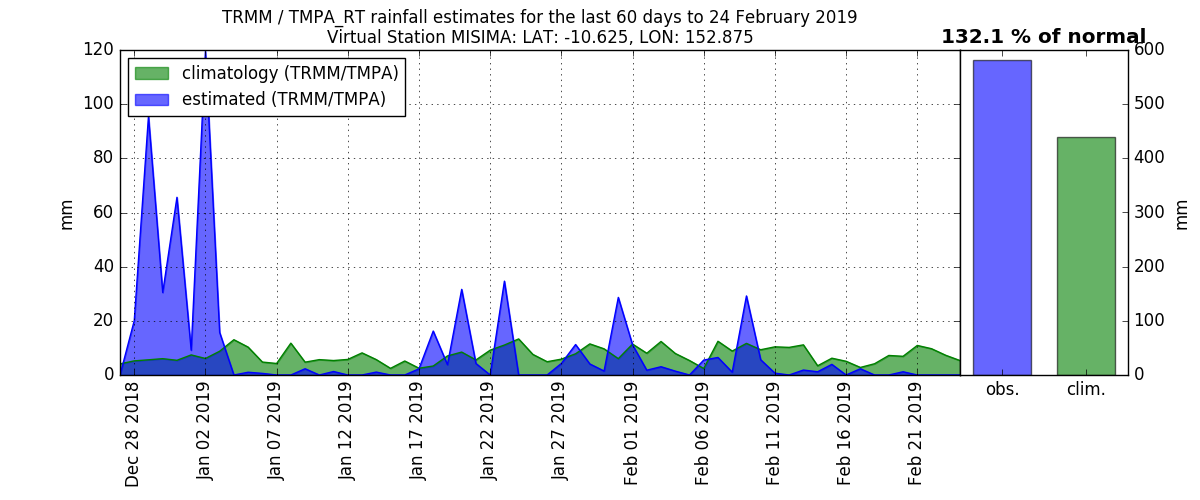 TRMM / TMPA_RT rainfall estimates for the last 60 days to 24 February 2019
Virtual Station MISIMA: LAT: -10.625, LON: 152.875
132.1 % of normal
climatology (TRMM/TMPA)
estimated (TRMM/TMPA)
120
100
80
60
40
20
0
mm
Dec 28 2018
Jan 02 2019
Jan 07 2019
Jan 12 2019
Jan 17 2019
Jan 22 2019
Jan 27 2019
Feb 01 2019
Feb 06 2019
Feb 11 2019
Feb 16 2019
Feb 21 2019
600
500
400
300
200
100
0
mm
obs.
clim.